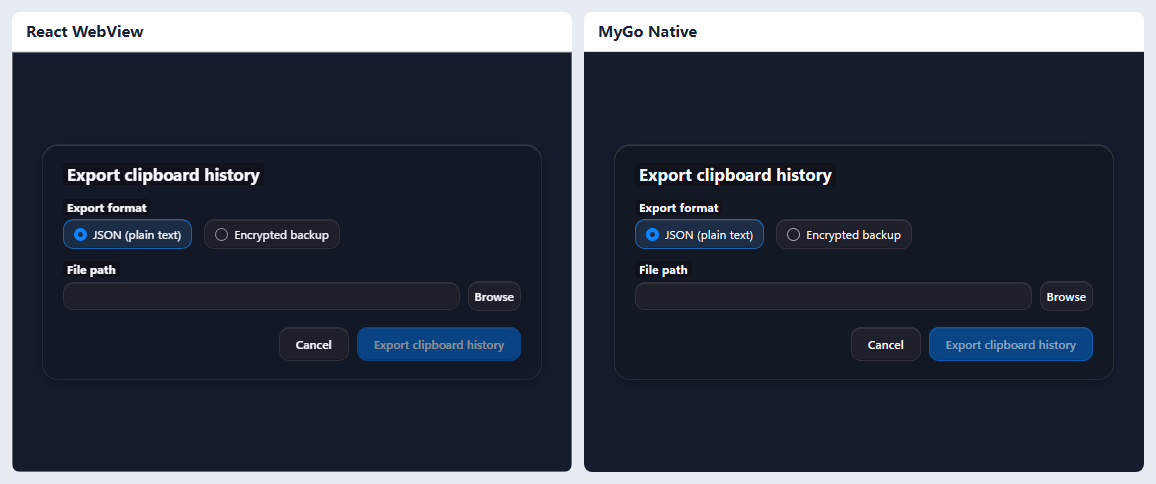 React WebView
Export clipboard history
Export format
JSON (plain text) Encrypted backup
File path
Browse
Cancel Export clipboard history
MyGo Native
Export clipboard history
Export format
JSON (plain text) Encrypted backup
File path
Browse
Cancel Export clipboard history